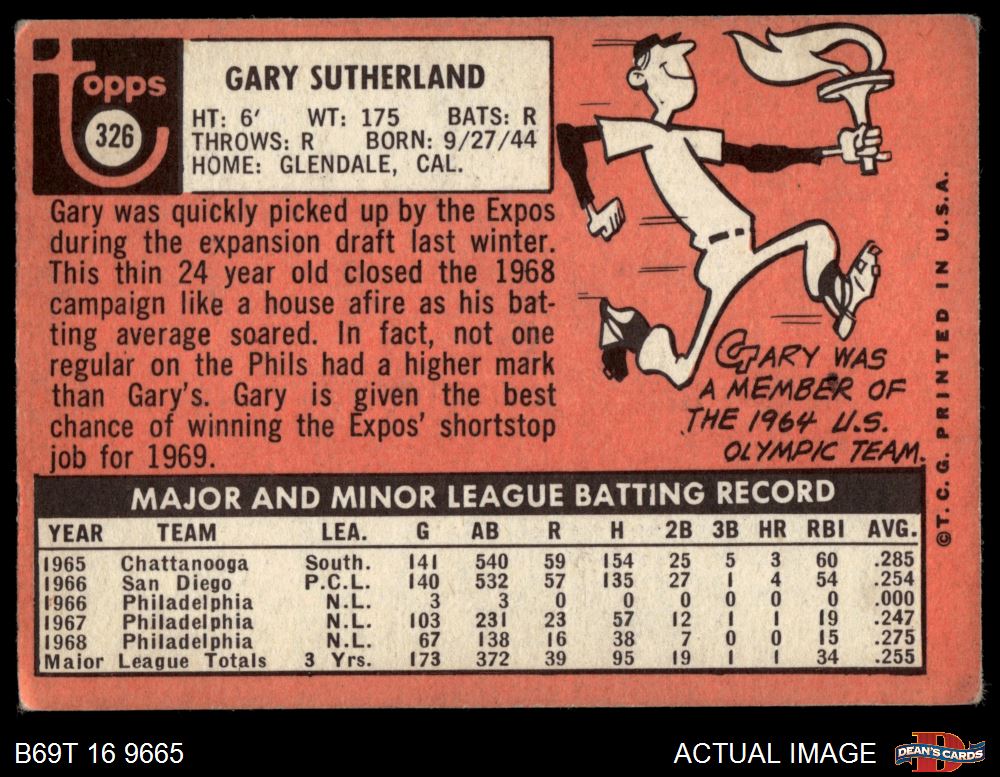 Topps
326
GARY SUTHERLAND
HT: 6' WT: 175 BATS: R
THROWS: R BORN: 9/27/44
HOME: GLENDALE, CAL.
Gary was quickly picked up by the Expos
during the expansion draft last winter.
This thin 24 year old closed the 1968
campaign like a house afire as his bat-
ting average soared. In fact, not one
regular on the Phils had a higher mark
than Gary's. Gary is given the best
chance of winning the Expos' shortstop
job for 1969.
GARY WAS
A MEMBER OF
THE 1964 U.S.
OLYMPIC TEAM.
©T. C. G. PRINTED IN U.S.A.
MAJOR AND MINOR LEAGUE BATTING RECORD
YEAR TEAM LEA. G AB R H 2B 3B HR RBI AVG.
1965 Chattanooga South. 141 540 59 154 25 5 3 60 .285
1966 San Diego P.C.L. 140 532 57 135 27 1 4 54 .254
1966 Philadelphia N.L. 3 3 0 0 0 0 0 0 .000
1967 Philadelphia N.L. 103 231 23 57 12 1 1 19 .247
1968 Philadelphia N.L. 67 138 16 38 7 0 0 15 .275
Major League Totals 3 Yrs. 173 372 39 95 19 1 1 34 .255
B69T 16 9665
ACTUAL IMAGE
D
DEAN'S CARDS